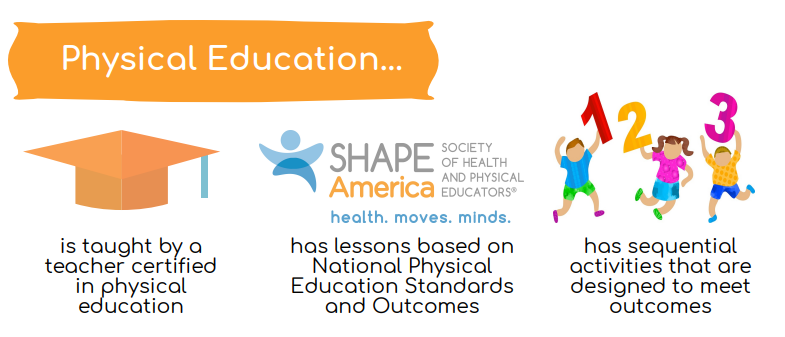 Physical Education...
is taught by a
teacher certified
in physical
education
SHAPE
America
SOCIETY
OF HEALTH
AND PHYSICAL
EDUCATORS®
health. moves. minds.
has lessons based on
National Physical
Education Standards
and Outcomes
1 2 3
has sequential
activities that are
designed to meet
outcomes